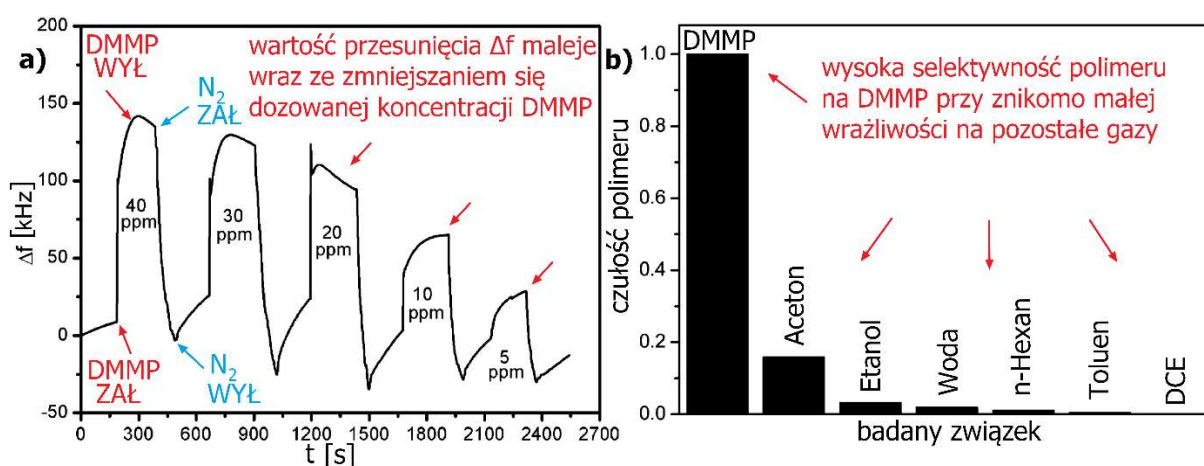 a)
DMMP
WYŁ
N2
ZAŁ
wartość przesunięcia Δf maleje
wraz ze zmniejszaniem się
dozowanej koncentracji DMMP
Δf [kHz]
200
150
125
100
75
50
25
0
-50
40
ppm
30
ppm
20
ppm
10
ppm
5
ppm
DMMP
ZAŁ
N2
WYŁ
0
300
600
900
1200
1500
1800
2100
2400
2700
t [s]
b)
DMMP
wysoka selektywność polimeru
na DMMP przy znikomo małej
wrażliwości na pozostałe gazy
czułość polimeru
1.0
0.8
0.6
0.4
0.2
0.0
Aceton
Etanol
Woda
n-Hexan
Toluen
DCE
badany związek